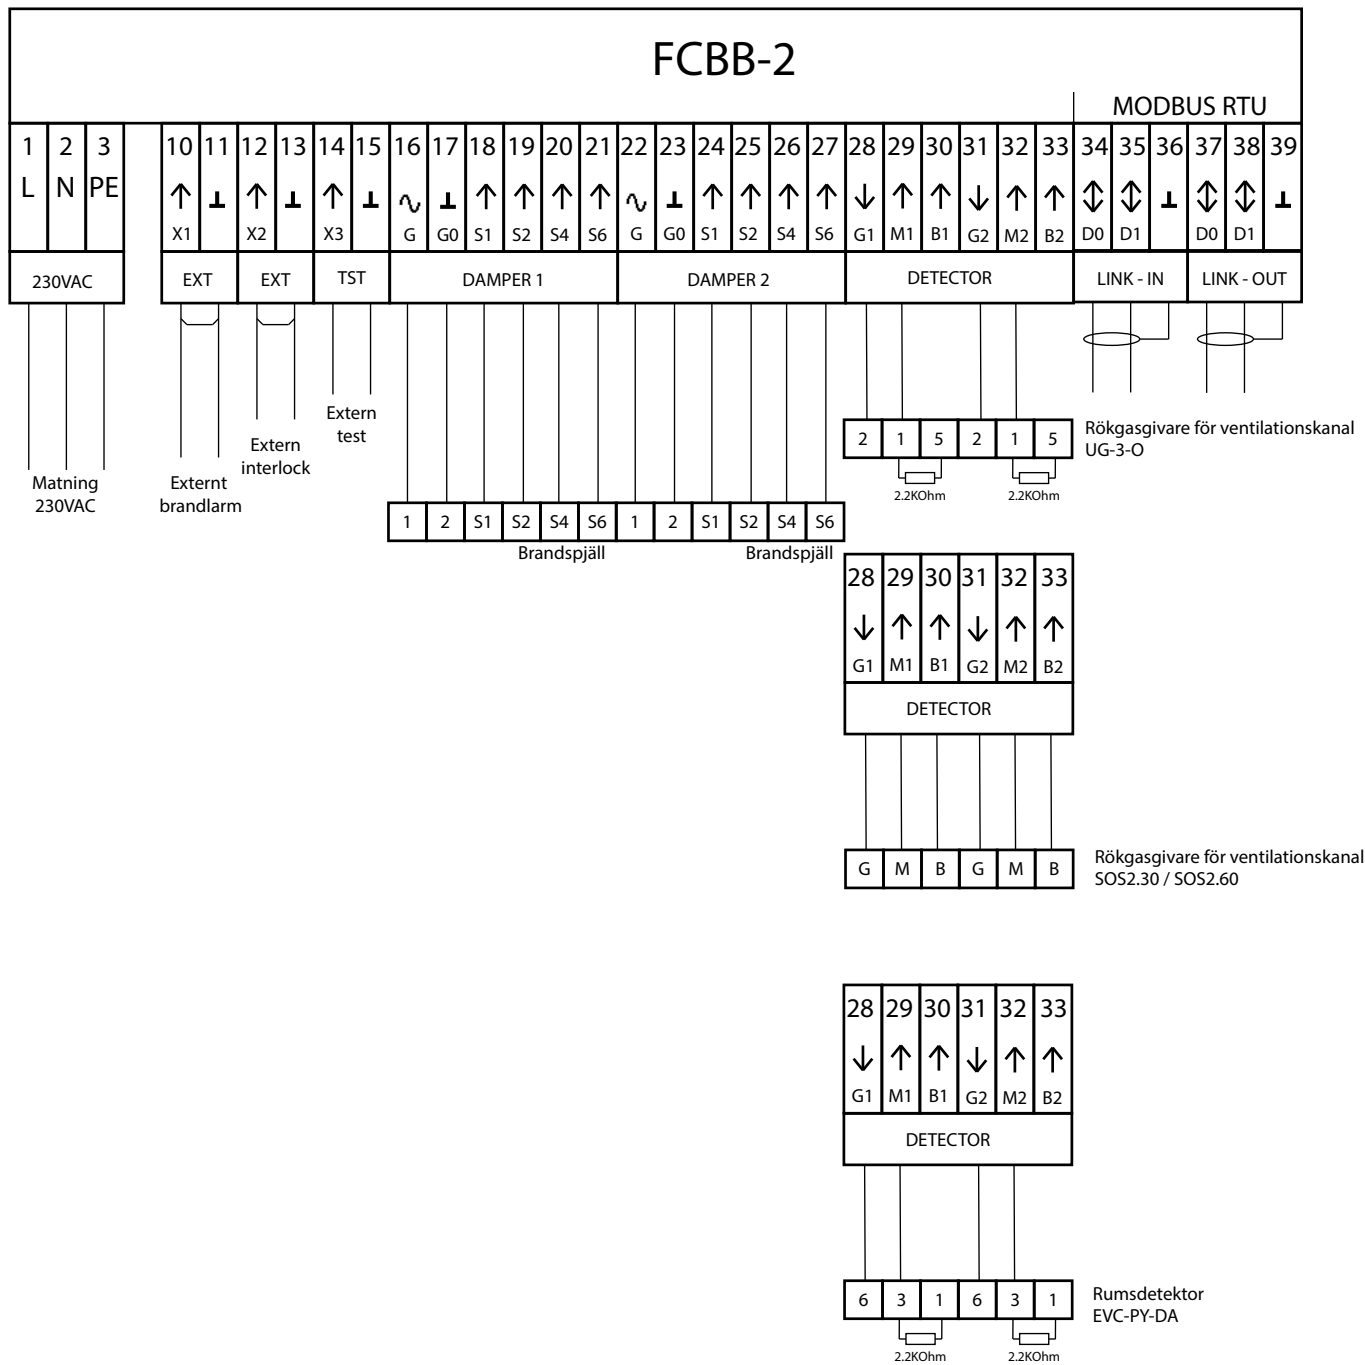 FCBB-2
MODBUS RTU
1 2 3 10 11 12 13 14 15 16 17 18 19 20 21 22 23 24 25 26 27 28 29 30 31 32 33 34 35 36 37 38 39
L N PE
X1 X2 X3 G G0 S1 S2 S4 S6 G G0 S1 S2 S4 S6 G1 M1 B1 G2 M2 B2 D0 D1 D0 D1
230VAC EXT EXT TST DAMPER 1 DAMPER 2 DETECTOR LINK - IN LINK - OUT
Matning
230VAC
Externt
brandlarm
Extern
interlock
Extern
test
1 2 S1 S2 S4 S6 1 2 S1 S2 S4 S6
Brandspjäll Brandspjäll
2 1 5 2 1 5
2.2KOhm 2.2KOhm
Rökgasgivare för ventilationskanal
UG-3-O
28 29 30 31 32 33
G1 M1 B1 G2 M2 B2
DETECTOR
G M B G M B
Rökgasgivare för ventilationskanal
SOS2.30 / SOS2.60
28 29 30 31 32 33
G1 M1 B1 G2 M2 B2
DETECTOR
6 3 1 6 3 1
2.2KOhm 2.2KOhm
Rumsdetektor
EVC-PY-DA